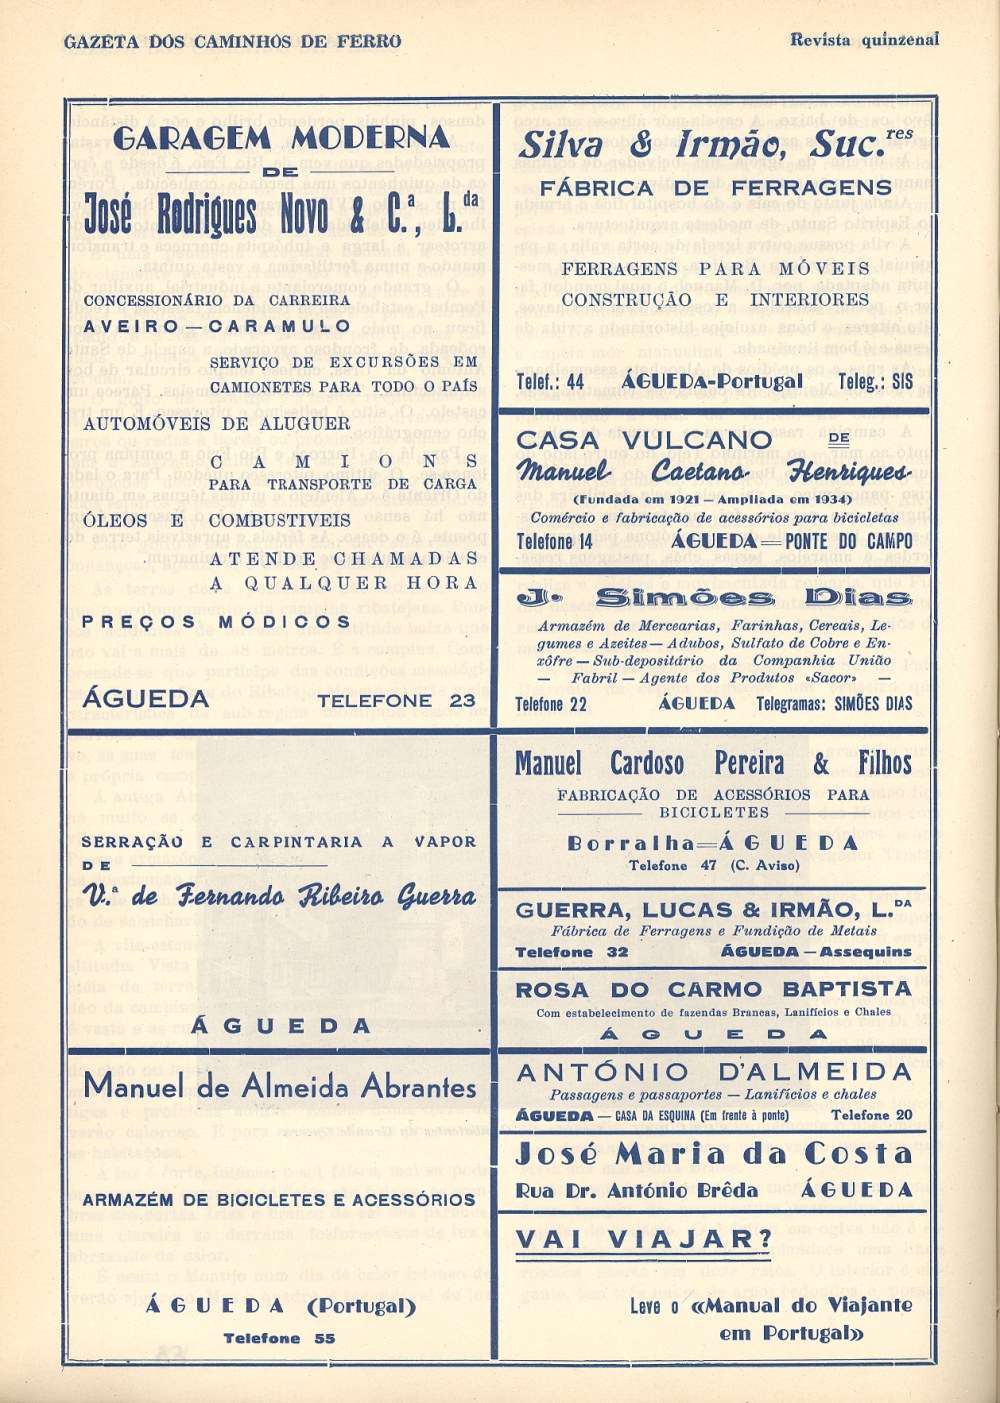 GAZETA DOS CAMINHOS DE FERRO
Revista quinzenal
GARAGEM MODERNA
DE
José Rodrigues Novo & C.ª, L.da
CONCESSIONÁRIO DA CARREIRA
AVEIRO—CARAMULO
SERVIÇO DE EXCURSÕES EM
CAMIONETES PARA TODO O PAÍS
AUTOMÓVEIS DE ALUGUER
CAMIONS
PARA TRANSPORTE DE CARGA
ÓLEOS E COMBUSTIVEIS
ATENDE CHAMADAS
A QUALQUER HORA
PREÇOS MÓDICOS
ÁGUEDA TELEFONE 23
SERRAÇÃO E CARPINTARIA A VAPOR
DE
V.ª de Fernando Ribeiro Guerra
ÁGUEDA
Manuel de Almeida Abrantes
ARMAZÉM DE BICICLETES E ACESSÓRIOS
ÁGUEDA (Portugal)
Telefone 55
Silva & Irmão, Suc.res
FÁBRICA DE FERRAGENS
FERRAGENS PARA MÓVEIS
CONSTRUÇÃO E INTERIORES
Telef.: 44 ÁGUEDA-Portugal Teleg.: SIS
CASA VULCANO DE
Manuel Caetano Henriques
(Fundada em 1921 — Ampliada em 1934)
Comércio e fabricação de acessórios para bicicletas
Telefone 14 ÁGUEDA = PONTE DO CAMPO
J. Simões Dias
Armazém de Mercearias, Farinhas, Cereais, Le-
gumes e Azeites — Adubos, Sulfato de Cobre e En-
xôfre — Sub-depositário da Companhia União
— Fabril — Agente dos Produtos «Sacor» —
Telefone 22 ÁGUEDA Telegramas: SIMÕES DIAS
Manuel Cardoso Pereira & Filhos
FABRICAÇÃO DE ACESSÓRIOS PARA
BICICLETES
Borralha=ÁGUEDA
Telefone 47 (C. Aviso)
GUERRA, LUCAS & IRMÃO, L.DA
Fábrica de Ferragens e Fundição de Metais
Telefone 32 ÁGUEDA — Assequins
ROSA DO CARMO BAPTISTA
Com estabelecimento de fazendas Brancas, Lanifícios e Chales
ÁGUEDA
ANTÓNIO D'ALMEIDA
Passagens e passaportes — Lanifícios e chales
ÁGUEDA — CASA DA ESQUINA (Em frente à ponte) Telefone 20
José Maria da Costa
Rua Dr. António Brêda ÁGUEDA
VAI VIAJAR?
Leve o «Manual do Viajante
em Portugal»